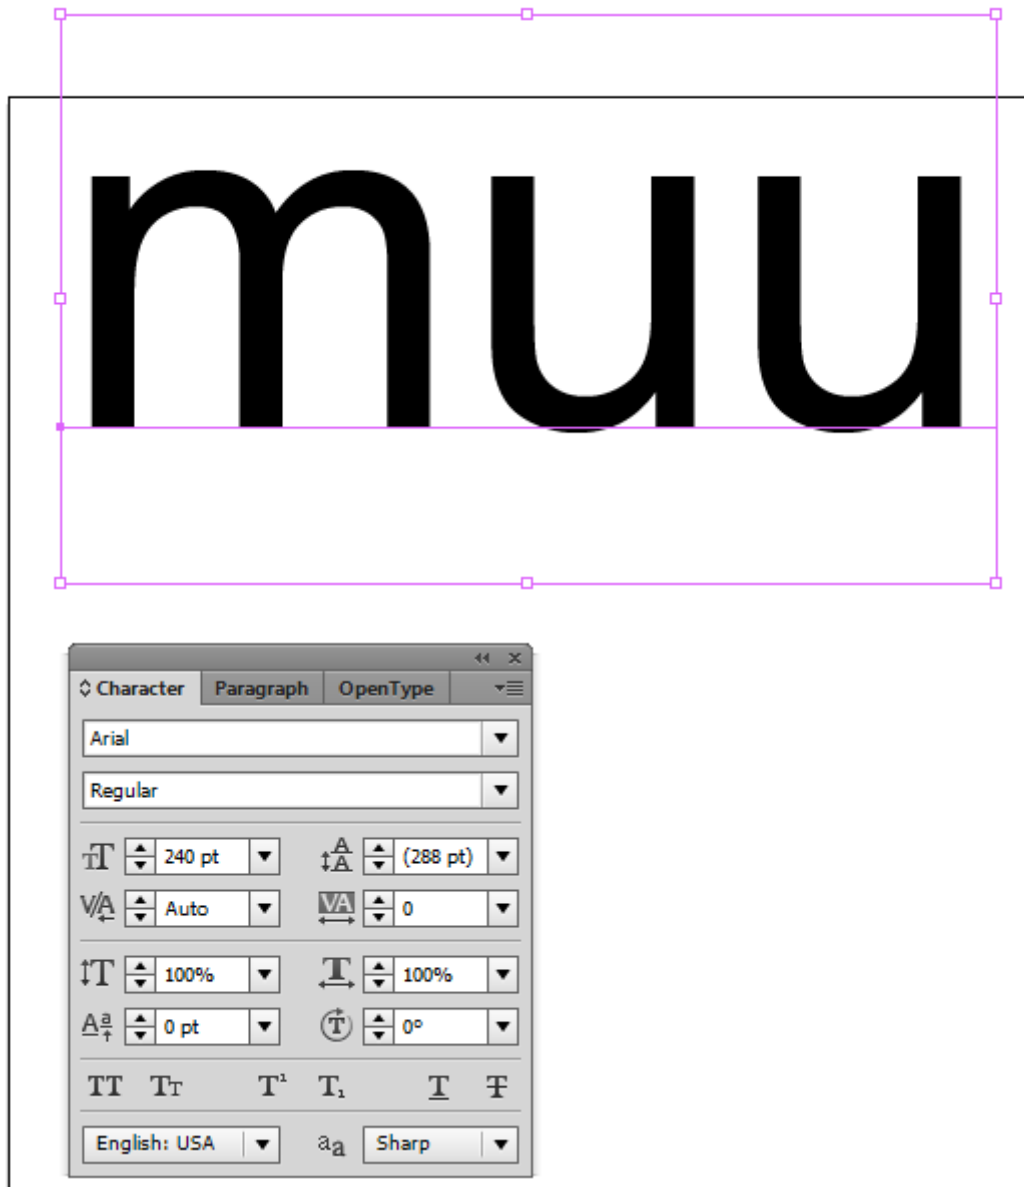 muu
Character Paragraph OpenType
Arial
Regular
240 pt (288 pt)
Auto 0
100% 100%
0 pt 0°
TT TT T¹ T₁ T T
English: USA aa Sharp